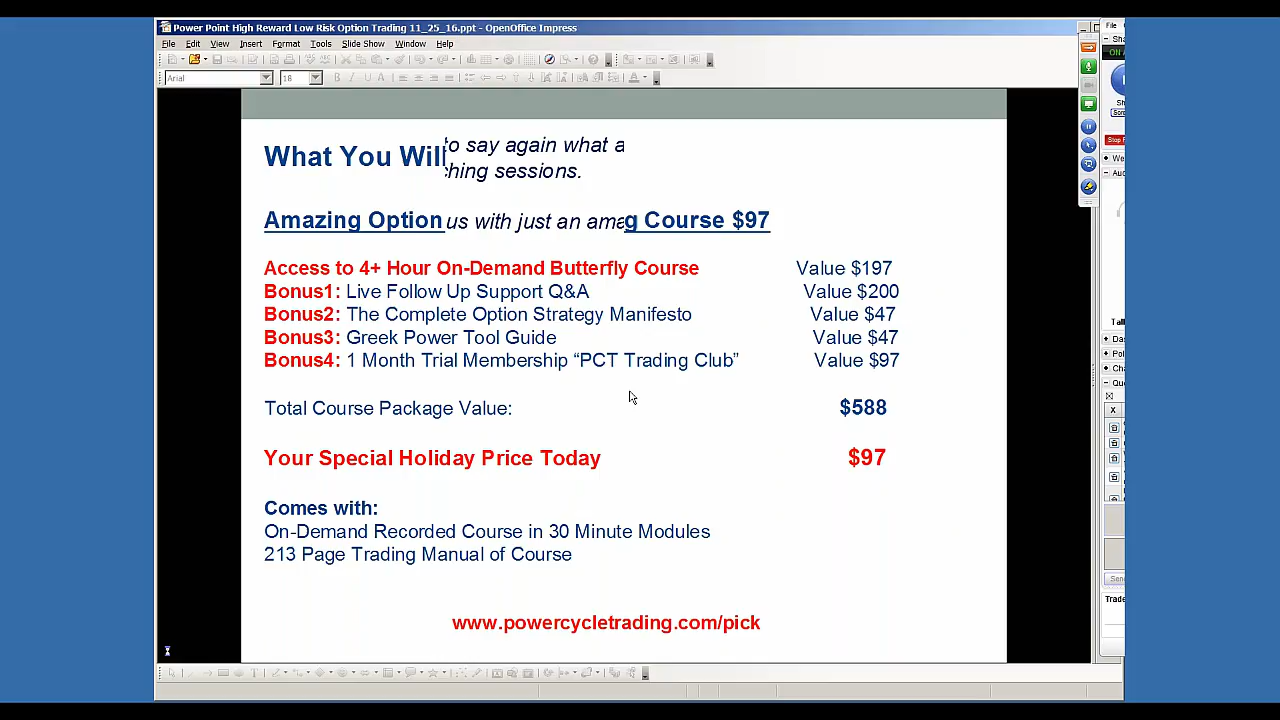 Power Point High Reward Low Risk Option Trading 11_25_16.ppt - OpenOffice Impress
File Edit View Insert Format Tools Slide Show Window Help
Arial 18
What You Will
to say again what a
hing sessions.
Amazing Option us with just an ama g Course $97
Access to 4+ Hour On-Demand Butterfly Course Value $197
Bonus1: Live Follow Up Support Q&A Value $200
Bonus2: The Complete Option Strategy Manifesto Value $47
Bonus3: Greek Power Tool Guide Value $47
Bonus4: 1 Month Trial Membership “PCT Trading Club” Value $97
Total Course Package Value: $588
Your Special Holiday Price Today $97
Comes with:
On-Demand Recorded Course in 30 Minute Modules
213 Page Trading Manual of Course
www.powercycletrading.com/pick
File